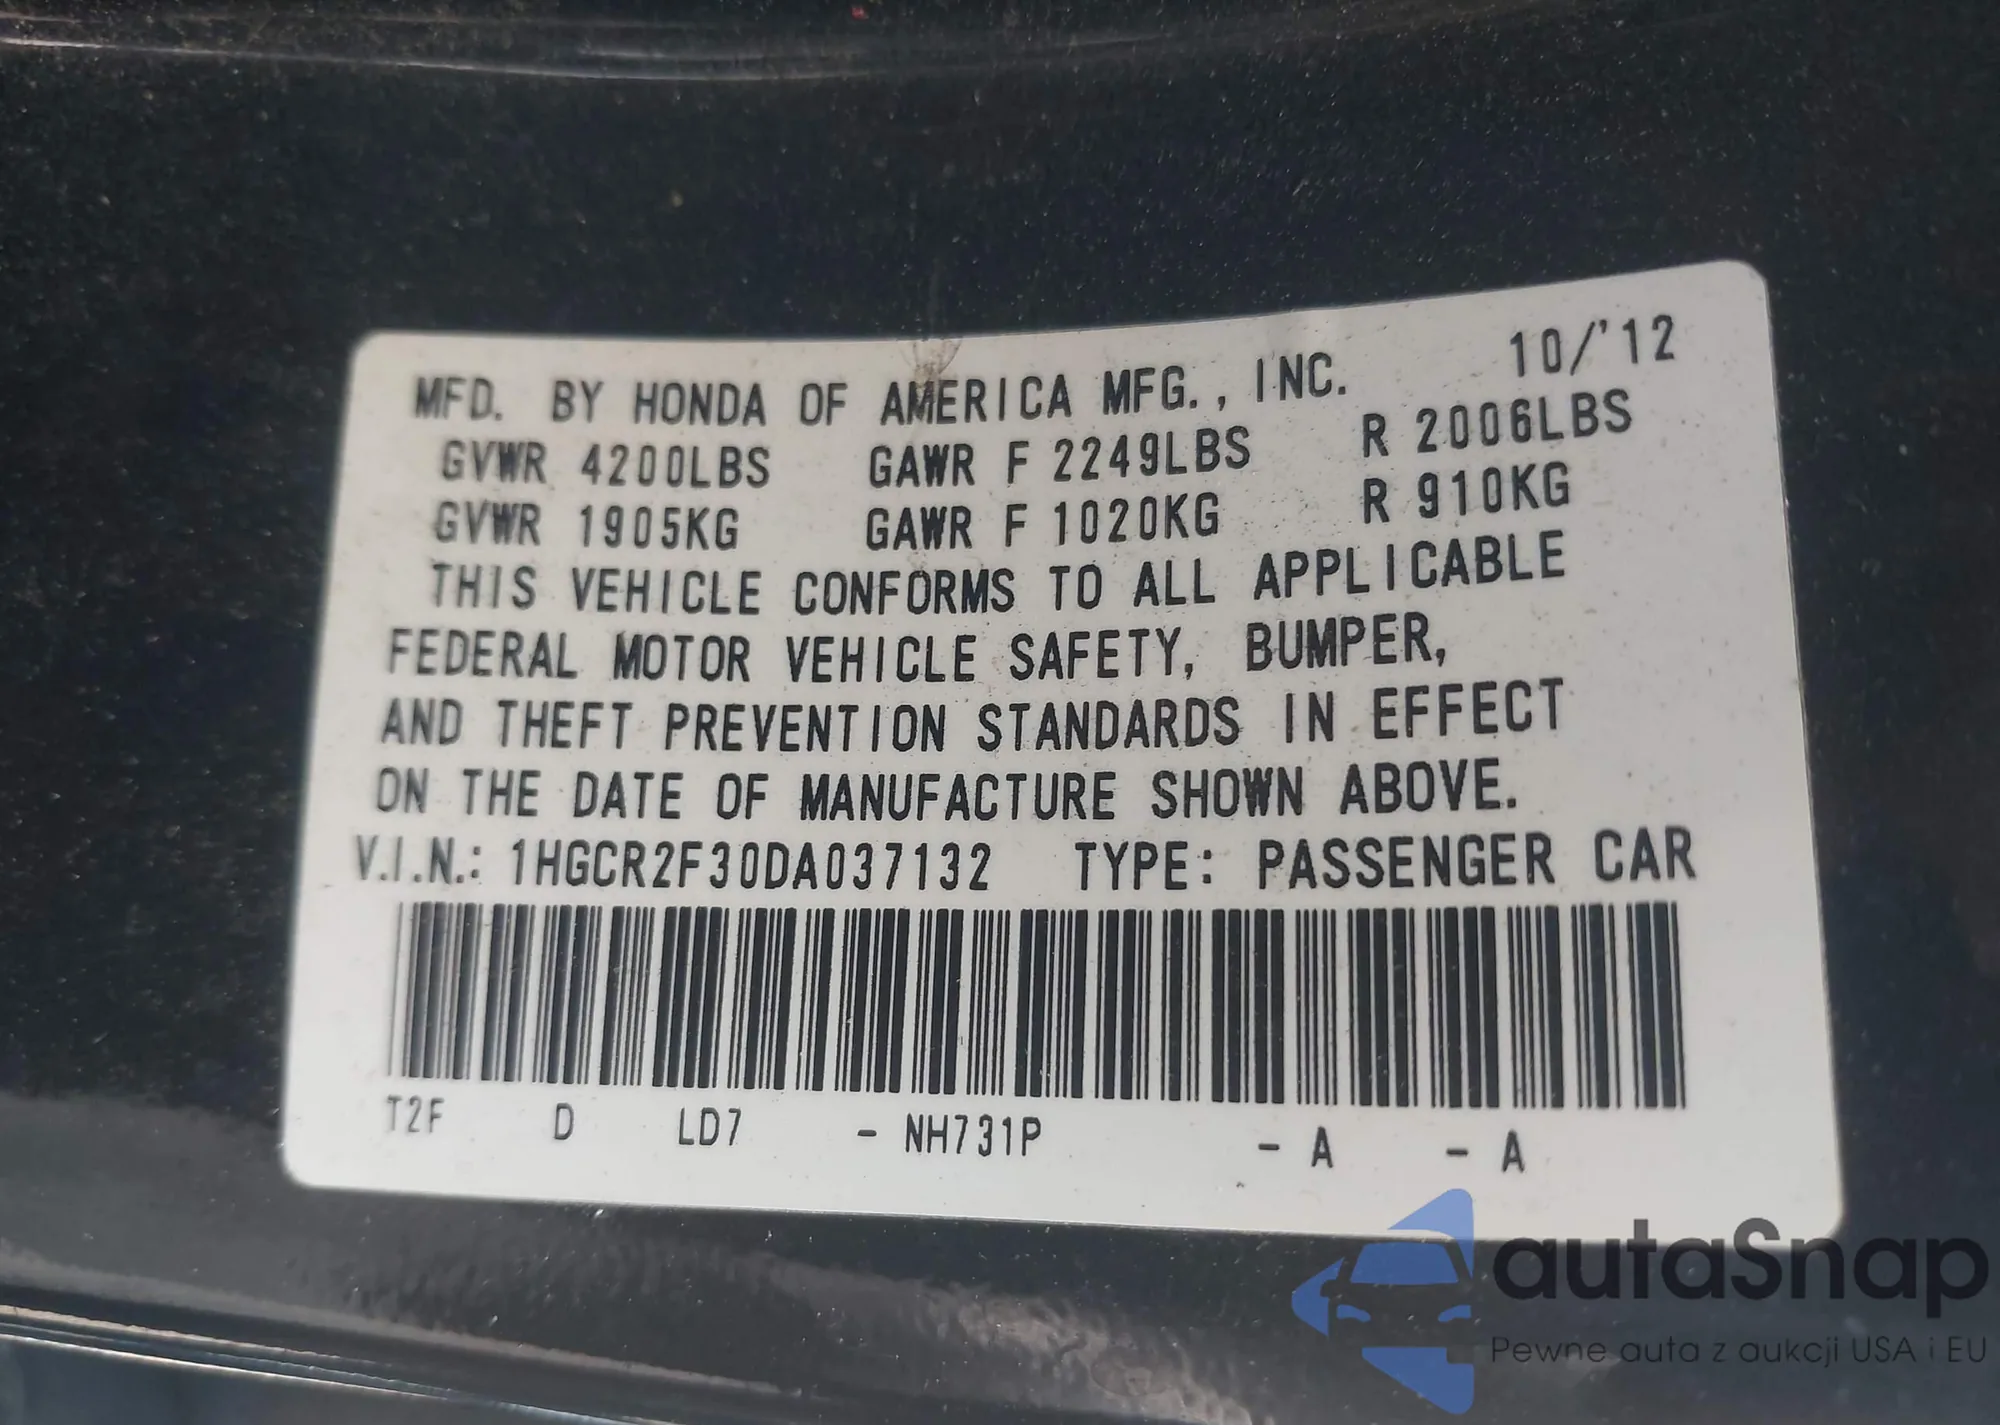 MFD. BY HONDA OF AMERICA MFG., INC. 10/'12
GVWR 4200LBS GAWR F 2249LBS R 2006LBS
GVWR 1905KG GAWR F 1020KG R 910KG
THIS VEHICLE CONFORMS TO ALL APPLICABLE
FEDERAL MOTOR VEHICLE SAFETY, BUMPER,
AND THEFT PREVENTION STANDARDS IN EFFECT
ON THE DATE OF MANUFACTURE SHOWN ABOVE.
V.I.N.: 1HGCR2F30DA037132 TYPE: PASSENGER CAR
T2F D LD7 - NH731P - A - A
autaSnap
Pewne auta z aukcji USA i EU